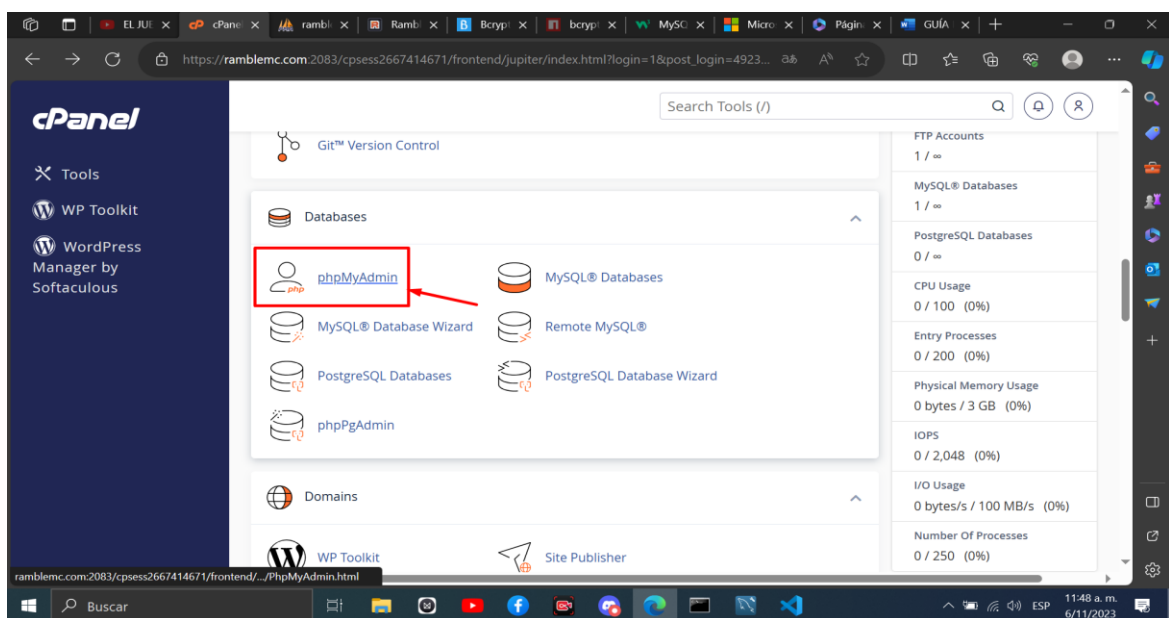 EL JUE
cPane
rambl
Rambl
Bcryp
bcrypt
MySQ
Micro
Págin
GUÍA
https://ramblemc.com:2083/cpsess2667414671/frontend/jupiter/index.html?login=1&post_login=4923...
cPanel
Search Tools (/)
Tools
WP Toolkit
WordPress
Manager by
Softaculous
Git™ Version Control
Databases
phpMyAdmin
MySQL® Databases
MySQL® Database Wizard
Remote MySQL®
PostgreSQL Databases
PostgreSQL Database Wizard
phpPgAdmin
Domains
WP Toolkit
Site Publisher
FTP Accounts
1 / ∞
MySQL® Databases
1 / ∞
PostgreSQL Databases
0 / ∞
CPU Usage
0 / 100 (0%)
Entry Processes
0 / 200 (0%)
Physical Memory Usage
0 bytes / 3 GB (0%)
IOPS
0 / 2,048 (0%)
I/O Usage
0 bytes/s / 100 MB/s (0%)
Number Of Processes
0 / 250 (0%)
ramblemc.com:2083/cpsess2667414671/frontend/.../PhpMyAdmin.html
Buscar
ESP
11:48 a. m.
6/11/2023